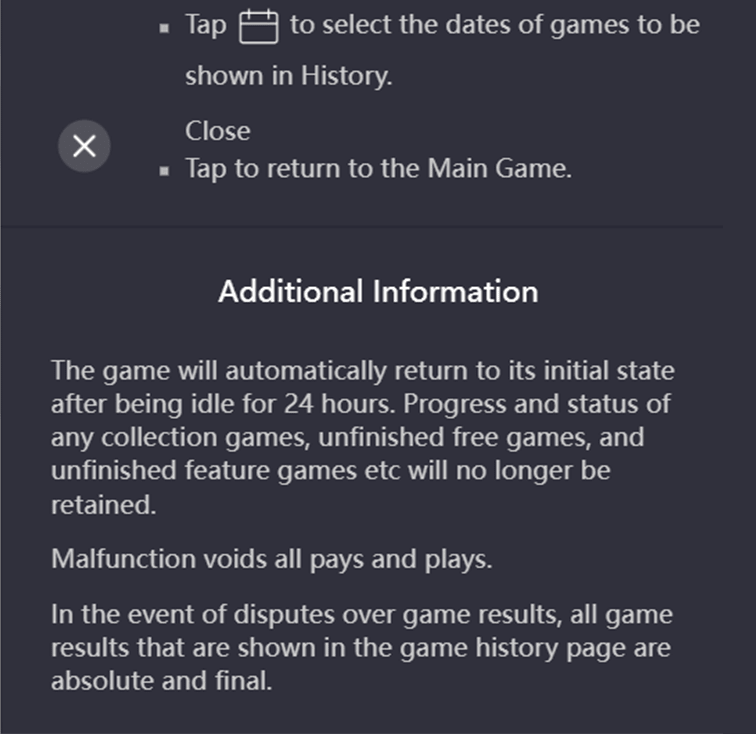 ▪ Tap to select the dates of games to be
shown in History.
Close
▪ Tap to return to the Main Game.
Additional Information
The game will automatically return to its initial state
after being idle for 24 hours. Progress and status of
any collection games, unfinished free games, and
unfinished feature games etc will no longer be
retained.
Malfunction voids all pays and plays.
In the event of disputes over game results, all game
results that are shown in the game history page are
absolute and final.